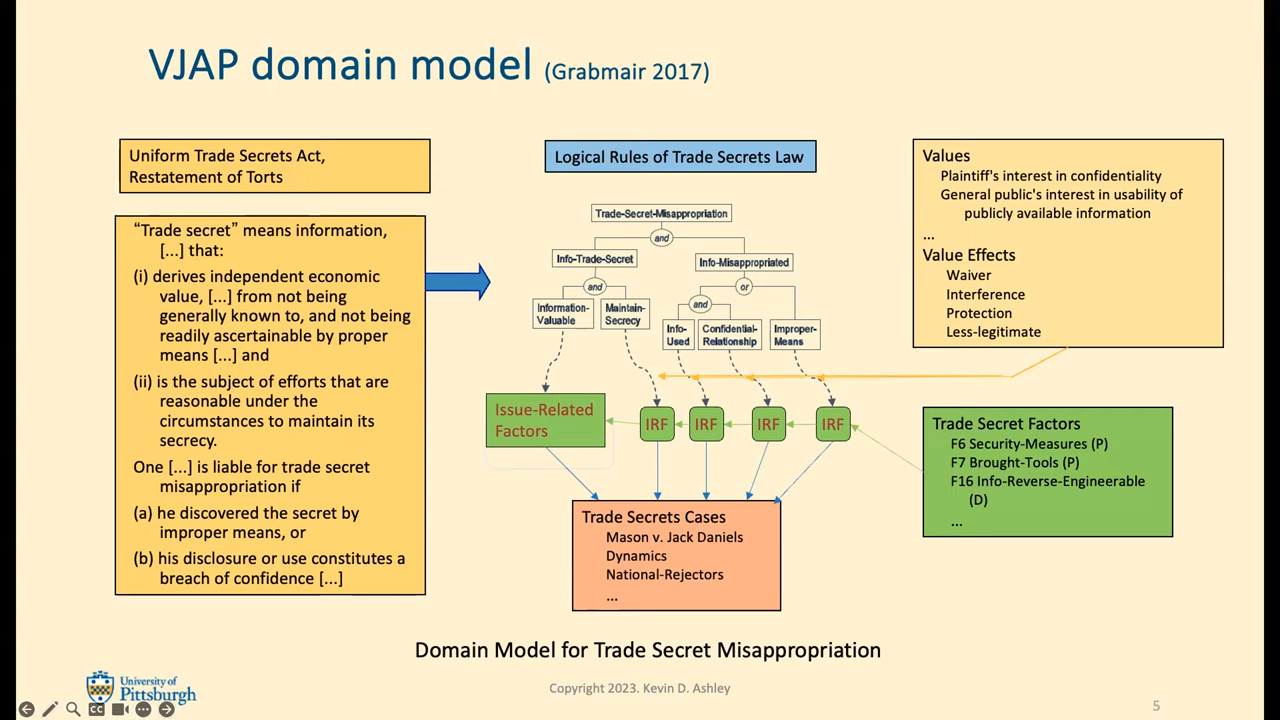 VJAP domain model (Grabmair 2017)
Uniform Trade Secrets Act,
Restatement of Torts
“Trade secret” means information,
[...] that:
(i) derives independent economic
value, [...] from not being
generally known to, and not being
readily ascertainable by proper
means [...] and
(ii) is the subject of efforts that are
reasonable under the
circumstances to maintain its
secrecy.
One [...] is liable for trade secret
misappropriation if
(a) he discovered the secret by
improper means, or
(b) his disclosure or use constitutes a
breach of confidence [...]
Logical Rules of Trade Secrets Law
Trade-Secret-Misappropriation
and
Info-Trade-Secret
Info-Misappropriated
and
or
Information-
Valuable
Maintain-
Secrecy
and
Info-
Used
Confidential-
Relationship
Improper-
Means
Issue-Related
Factors
IRF
IRF
IRF
IRF
Trade Secrets Cases
Mason v. Jack Daniels
Dynamics
National-Rejectors
...
Values
Plaintiff's interest in confidentiality
General public's interest in usability of
publicly available information
...
Value Effects
Waiver
Interference
Protection
Less-legitimate
Trade Secret Factors
F6 Security-Measures (P)
F7 Brought-Tools (P)
F16 Info-Reverse-Engineerable
(D)
...
Domain Model for Trade Secret Misappropriation
University of
Pittsburgh
Copyright 2023. Kevin D. Ashley
5
CC